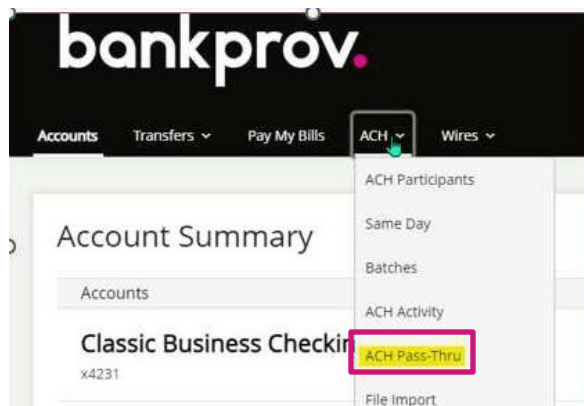 bankprov.
Accounts Transfers Pay My Bills ACH Wires
ACH Participants
Same Day
Account Summary
Batches
Accounts
ACH Activity
Classic Business
ACH Pass-Thru
x4231
File Import